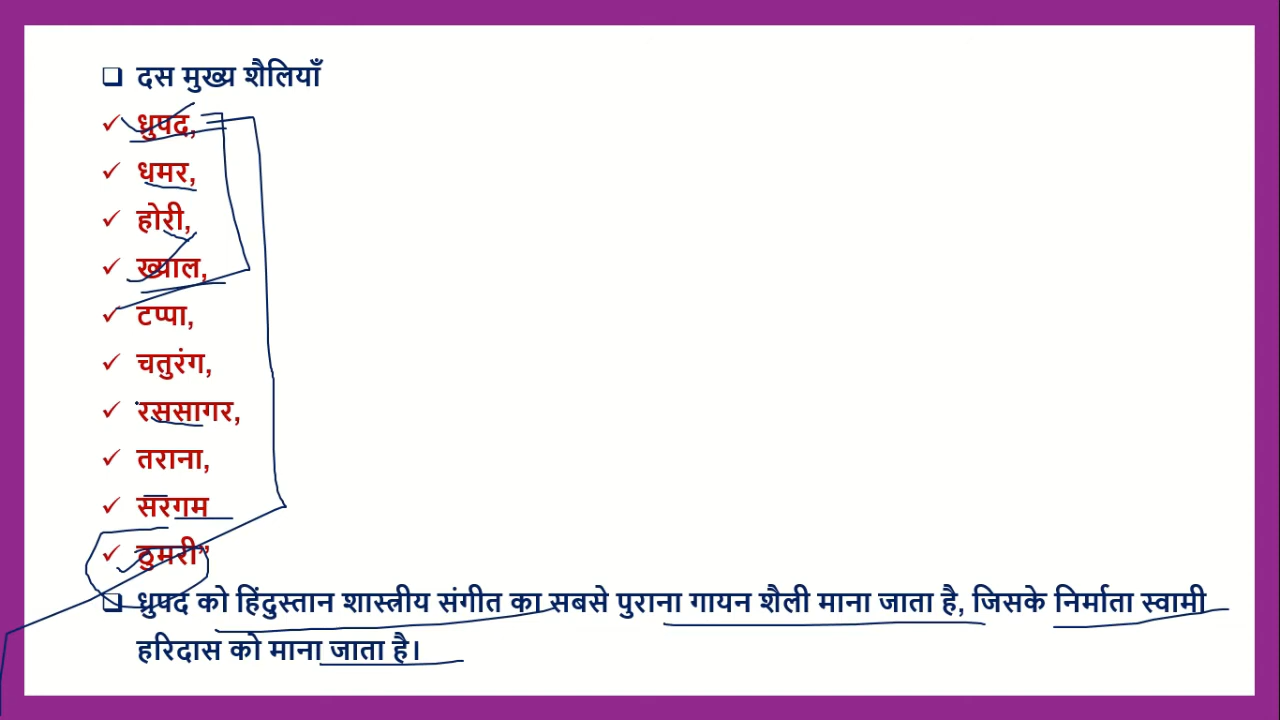 दस मुख्य शैलियाँ
ध्रुपद,
धमर,
होरी,
ख्याल,
टप्पा,
चतुरंग,
रससागर,
तराना,
सरगम
ठुमरी”
ध्रुपद को हिंदुस्तान शास्त्रीय संगीत का सबसे पुराना गायन शैली माना जाता है, जिसके निर्माता स्वामी
हरिदास को माना जाता है।